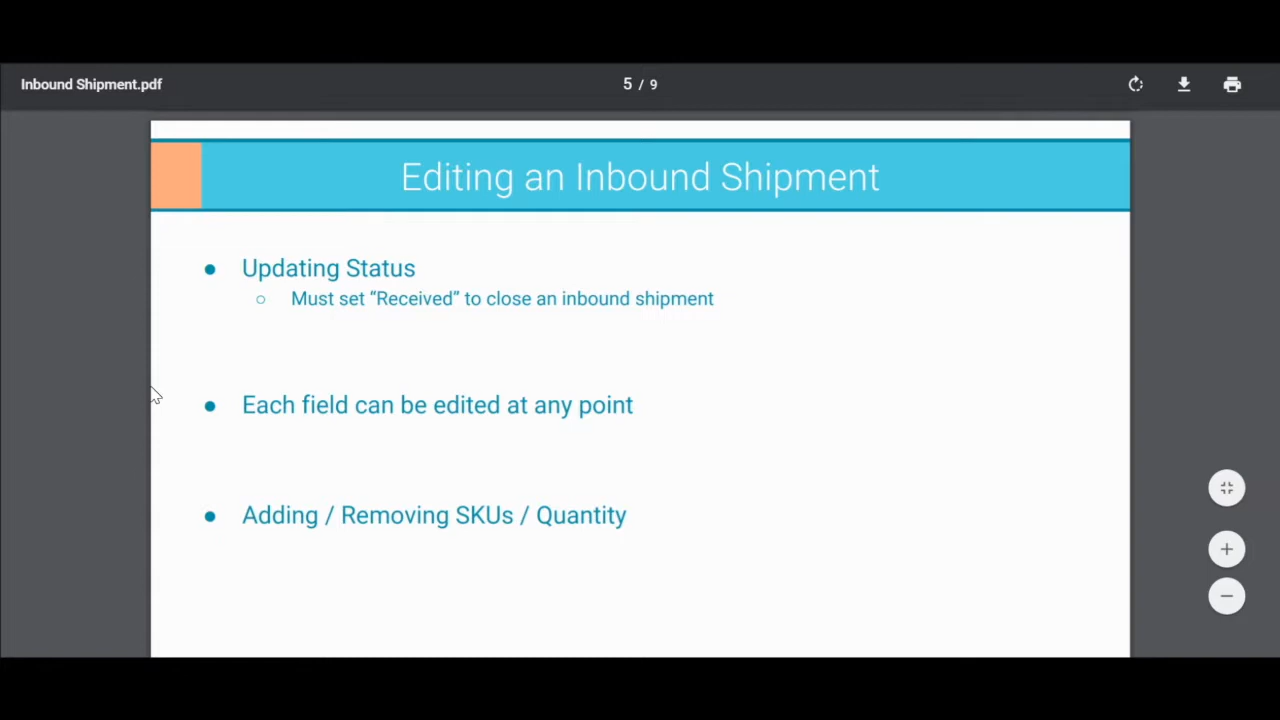 Inbound Shipment.pdf
5 / 9
Editing an Inbound Shipment
● Updating Status
○ Must set “Received” to close an inbound shipment
● Each field can be edited at any point
● Adding / Removing SKUs / Quantity